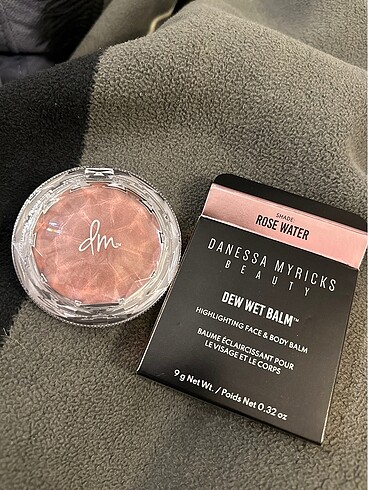 dm
SHADE:
ROSE WATER
DANESSA MYRICKS
BEAUTY
DEW WET BALM™
HIGHLIGHTING FACE & BODY BALM
BAUME ÉCLAIRCISSANT POUR
LE VISAGE ET LE CORPS
9 g Net Wt. / Poids Net 0.32 oz